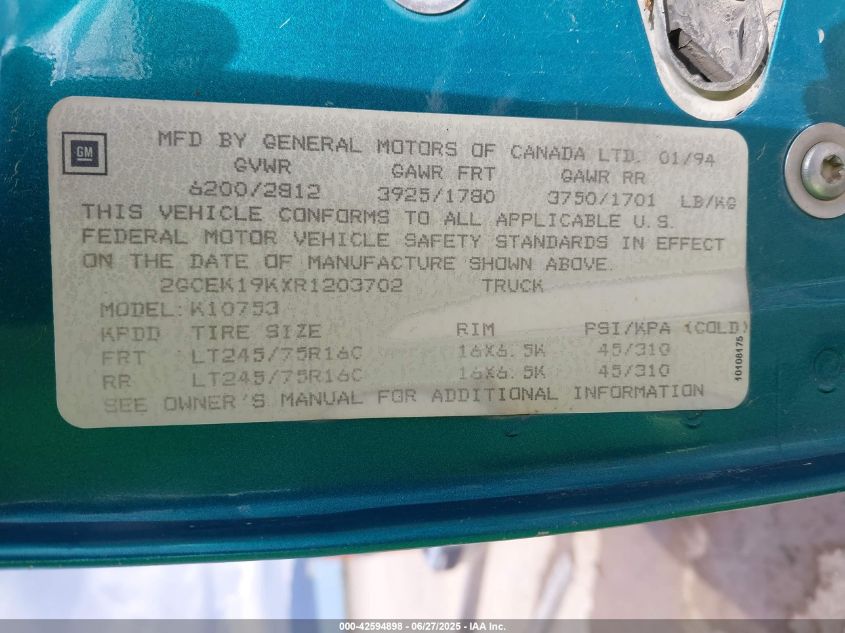 GM
MFD BY GENERAL MOTORS OF CANADA LTD. 01/94
GVWR GAWR FRT GAWR RR
6200/2812 3925/1780 3750/1701 LB/KG
THIS VEHICLE CONFORMS TO ALL APPLICABLE U.S.
FEDERAL MOTOR VEHICLE SAFETY STANDARDS IN EFFECT
ON THE DATE OF MANUFACTURE SHOWN ABOVE.
2GCEK19KXR1203702 TRUCK
MODEL: K10753
KFDD TIRE SIZE RIM PSI/KPA (COLD)
FRT LT245/75R16C 16X6.5K 45/310
RR LT245/75R16C 16X6.5K 45/310
SEE OWNER'S MANUAL FOR ADDITIONAL INFORMATION
10108175
000-42594898 - 06/27/2025 - IAA Inc.